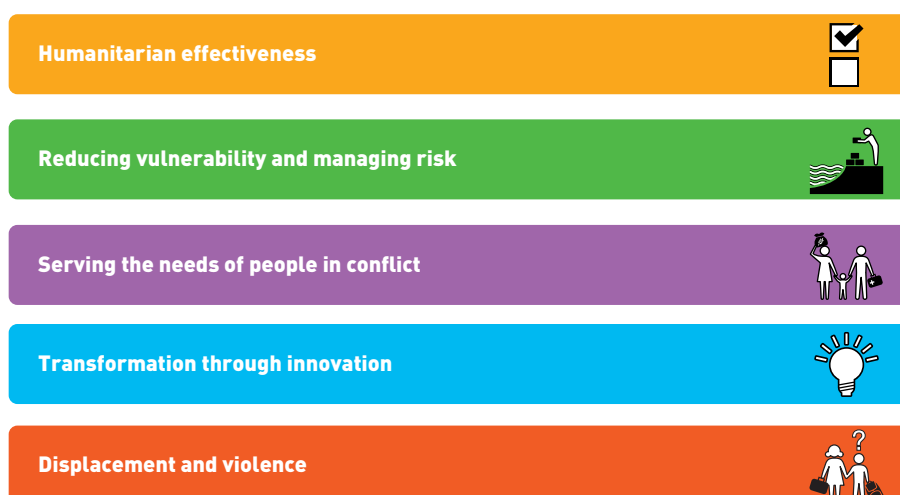 Humanitarian effectiveness
Reducing vulnerability and managing risk
Serving the needs of people in conflict
Transformation through innovation
Displacement and violence
?